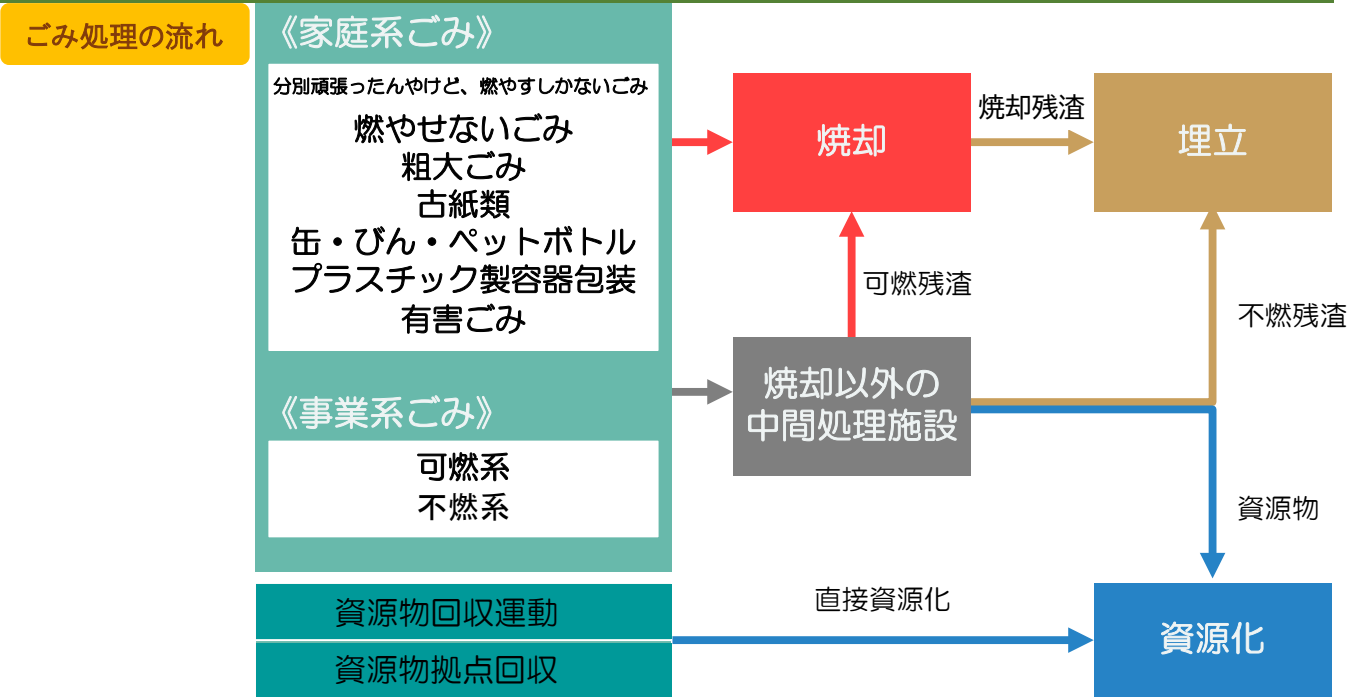 ごみ処理の流れ
《家庭系ごみ》
分別頑張ったんやけど、燃やすしかないごみ
燃やせないごみ
粗大ごみ
古紙類
缶・びん・ペットボトル
プラスチック製容器包装
有害ごみ
《事業系ごみ》
可燃系
不燃系
資源物回収運動
資源物拠点回収
焼却
焼却残渣
埋立
可燃残渣
不燃残渣
焼却以外の
中間処理施設
資源物
直接資源化
資源化